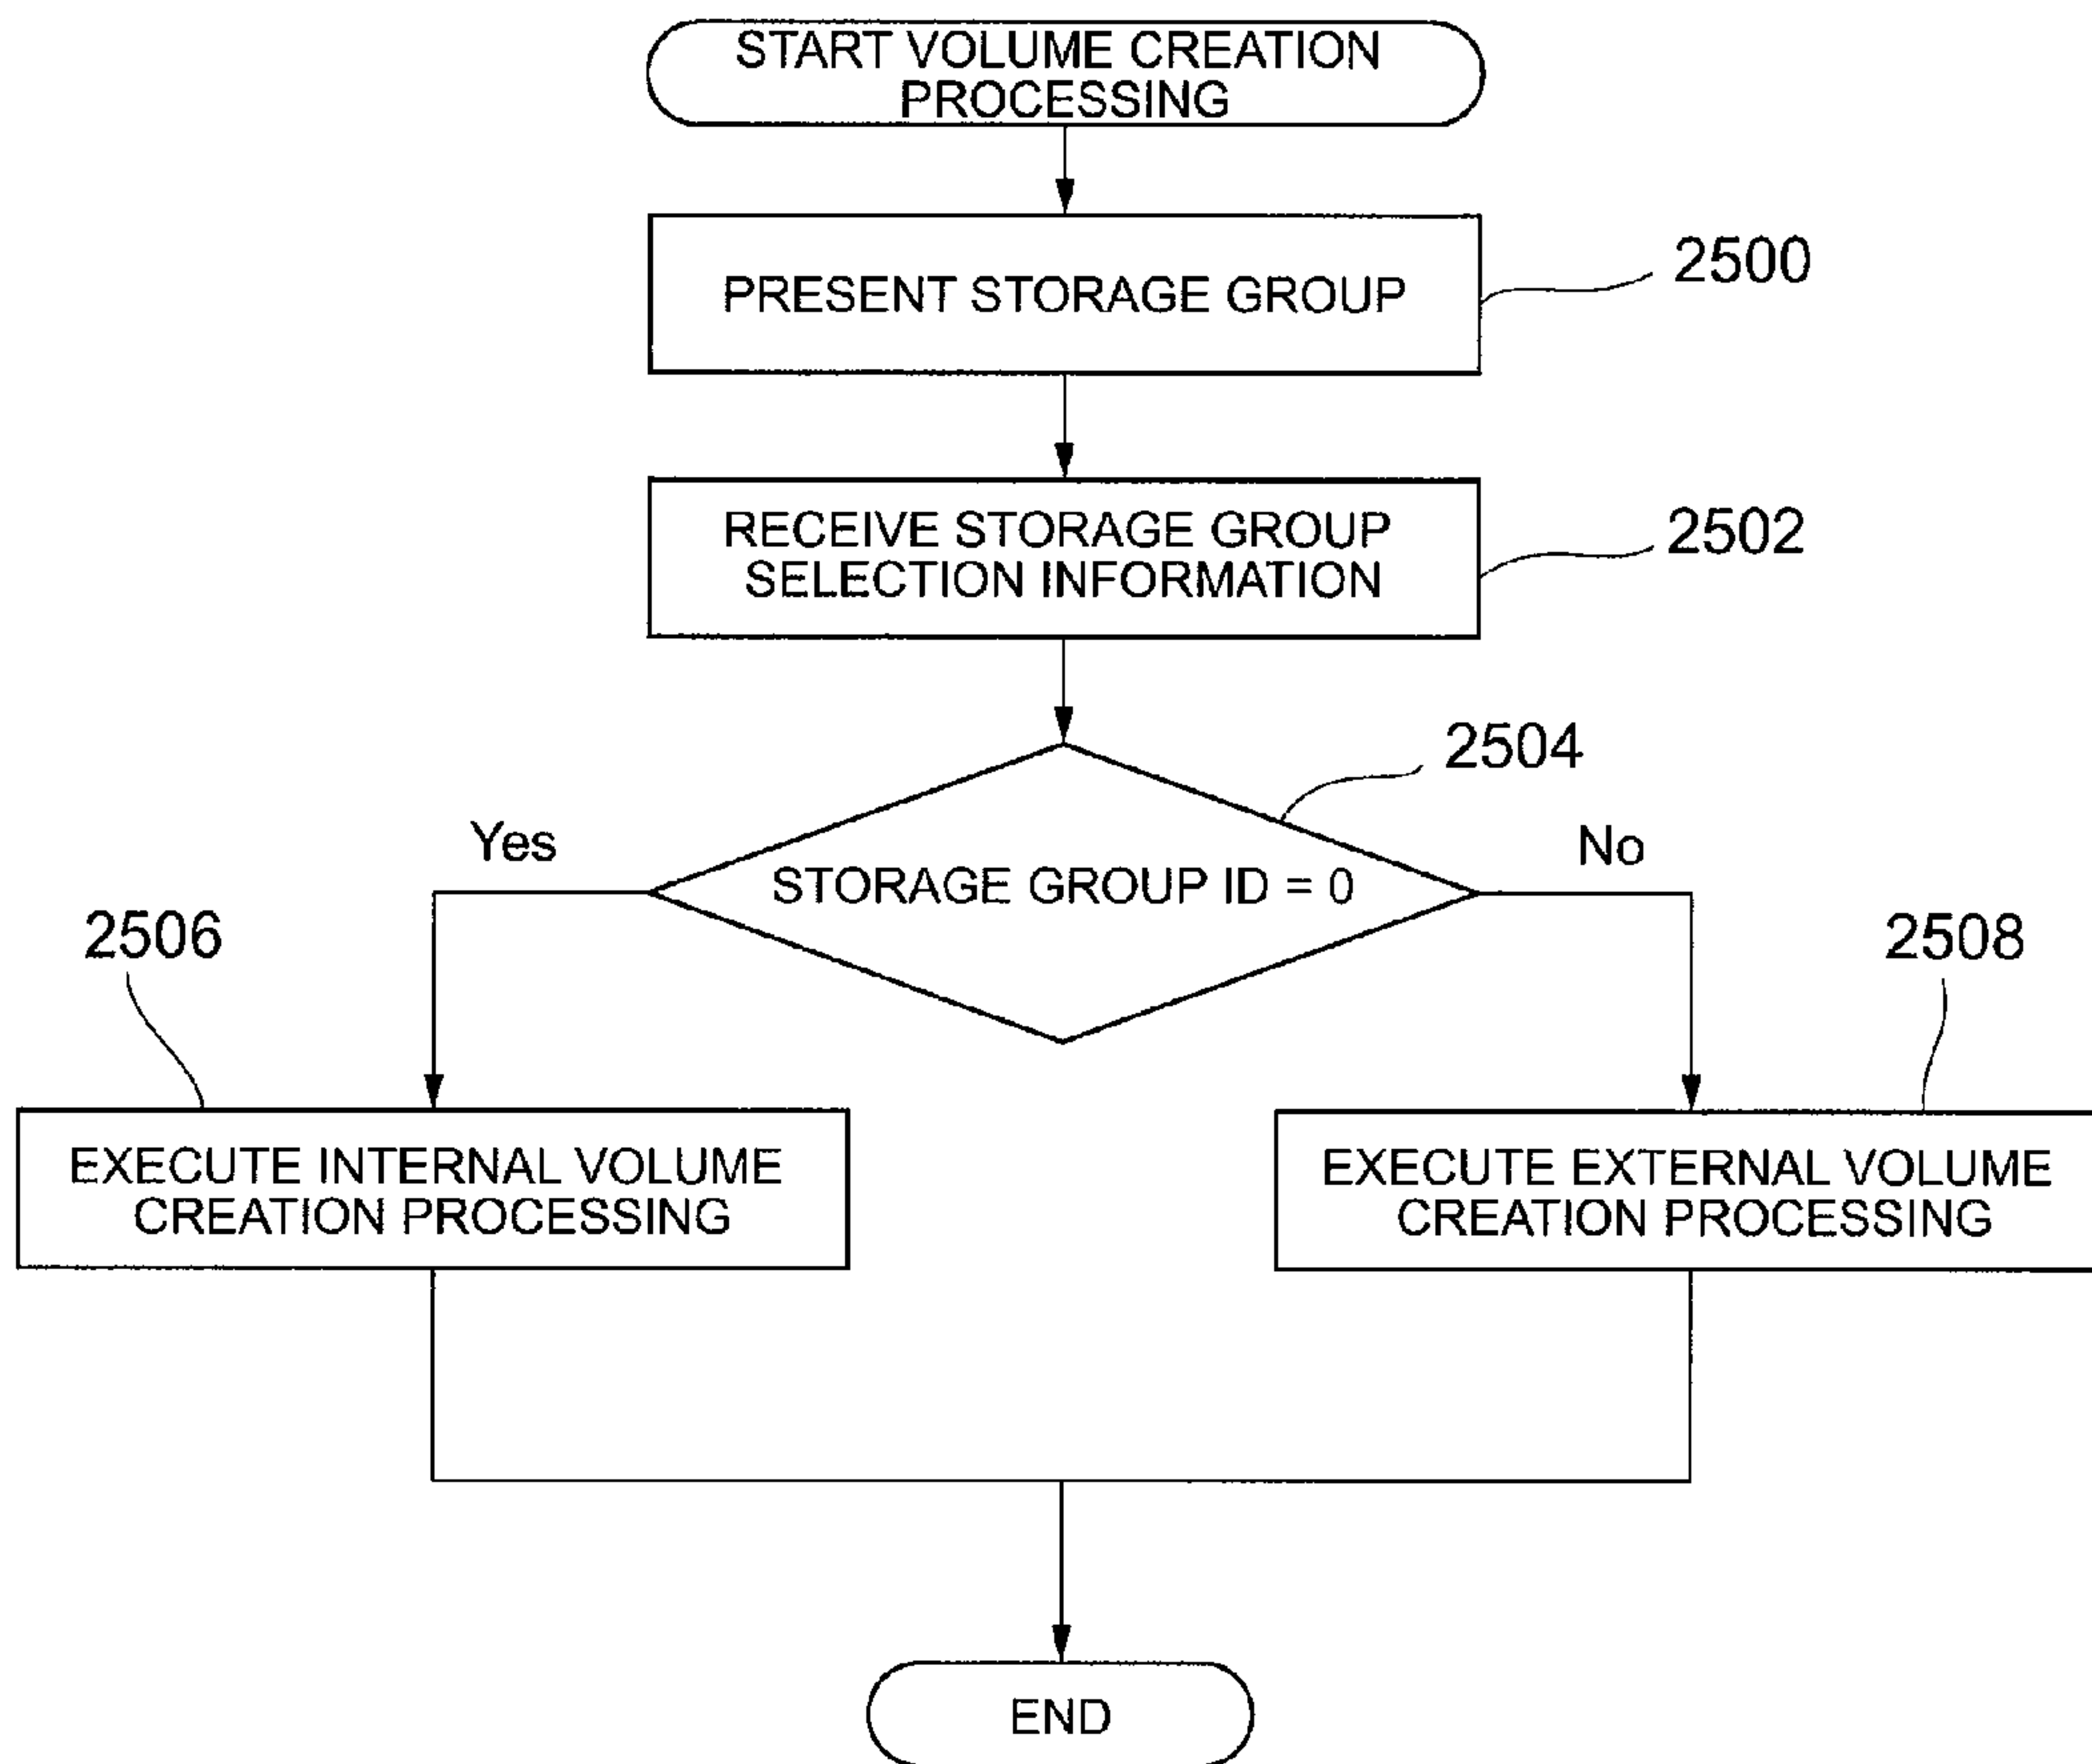 START VOLUME CREATION
PROCESSING
PRESENT STORAGE GROUP
2500
RECEIVE STORAGE GROUP
SELECTION INFORMATION
2502
2504
Yes
STORAGE GROUP ID = 0
No
2506
2508
EXECUTE INTERNAL VOLUME
CREATION PROCESSING
EXECUTE EXTERNAL VOLUME
CREATION PROCESSING
END